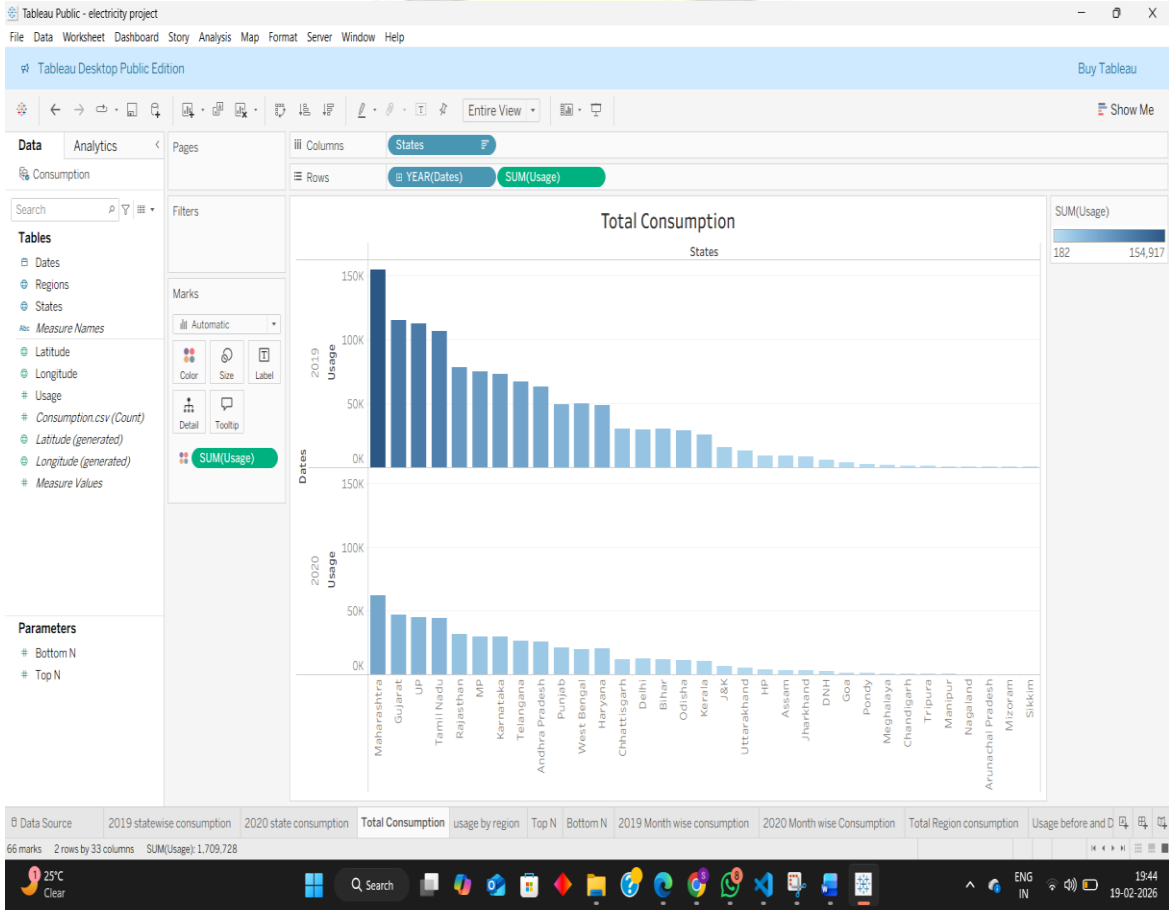 Tableau Public - electricity project
File Data Worksheet Dashboard Story Analysis Map Format Server Window Help
Tableau Desktop Public Edition
Buy Tableau
Entire View
Show Me
Data Analytics
Pages
Columns States
Consumption
Rows YEAR(Dates) SUM(Usage)
Search
Filters
Tables
Dates
Regions
States
Abc Measure Names
Latitude
Longitude
# Usage
# Consumption.csv (Count)
Latitude (generated)
Longitude (generated)
# Measure Values
Marks
Automatic
Color Size Label
Detail Tooltip
SUM(Usage)
Total Consumption
States
Dates
2019
Usage
150K
100K
50K
0K
2020
Usage
150K
100K
50K
0K
Maharashtra
Gujarat
UP
Tamil Nadu
Rajasthan
MP
Karnataka
Telangana
Andhra Pradesh
Punjab
West Bengal
Haryana
Chhattisgarh
Delhi
Bihar
Odisha
Kerala
J&K
Uttarakhand
HP
Assam
Jharkhand
DNH
Goa
Pondy
Meghalaya
Chandigarh
Tripura
Manipur
Nagaland
Arunachal Pradesh
Mizoram
Sikkim
SUM(Usage)
182 154,917
Parameters
# Bottom N
# Top N
Data Source 2019 statewise consumption 2020 state consumption Total Consumption usage by region Top N Bottom N 2019 Month wise consumption 2020 Month wise Consumption Total Region consumption Usage before and D
66 marks 2 rows by 33 columns SUM(Usage): 1,709,728
1
25°C
Clear
Search
8
ENG
IN
19:44
19-02-2026